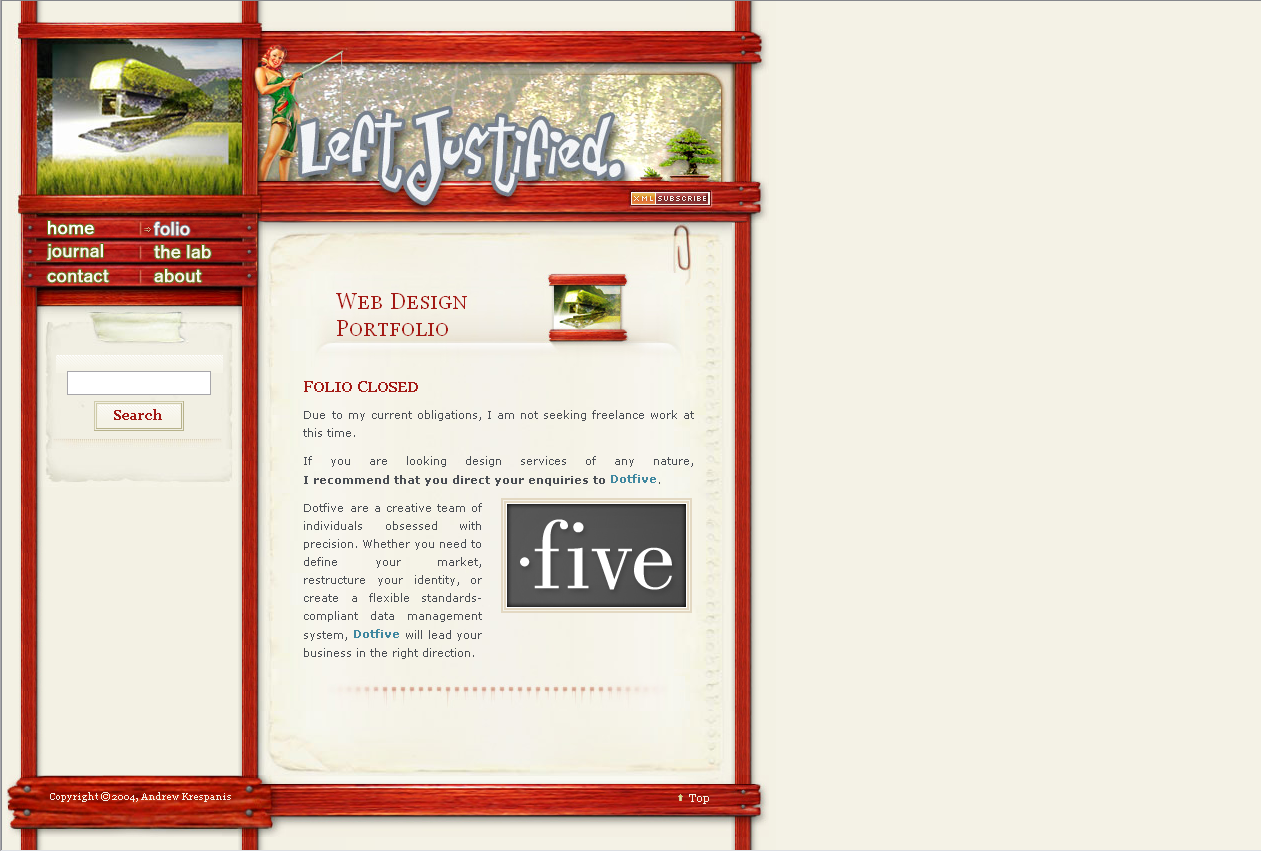 Left Justified.
XML SUBSCRIBE
home
folio
journal
the lab
contact
about
Search
Web Design
Portfolio
Folio Closed
Due to my current obligations, I am not seeking freelance work at
this time.
If you are looking design services of any nature,
I recommend that you direct your enquiries to Dotfive.
Dotfive are a creative team of
individuals obsessed with
precision. Whether you need to
define your market,
restructure your identity, or
create a flexible standards-
compliant data management
system, Dotfive will lead your
business in the right direction.
·five
Copyright ©2004, Andrew Krespanis
Top